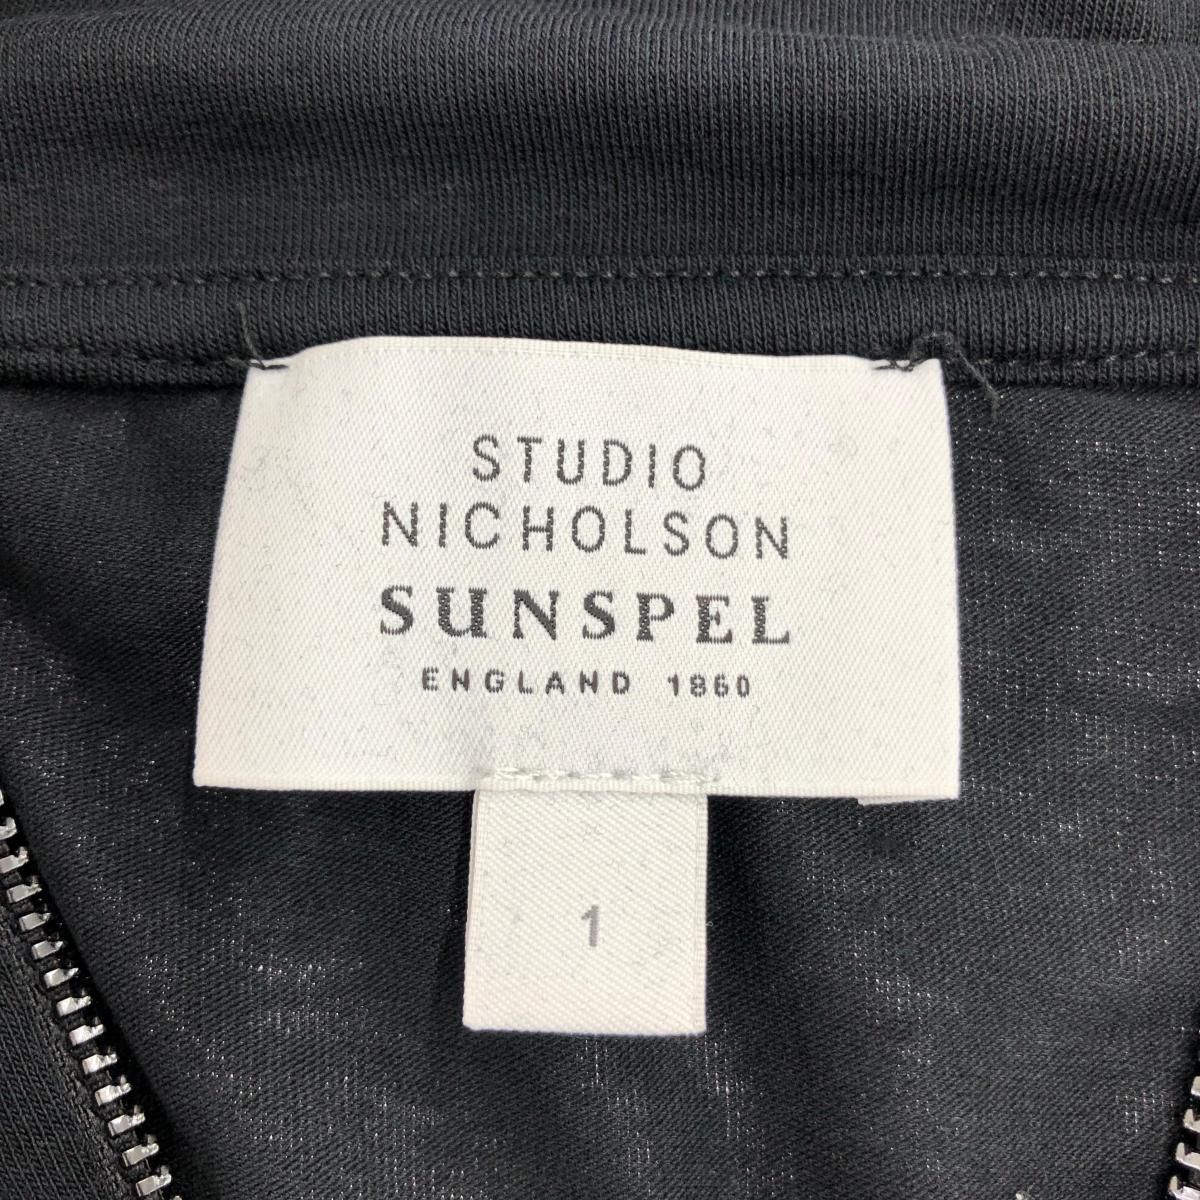 STUDIO
NICHOLSON
SUNSPEL
ENGLAND 1860
1